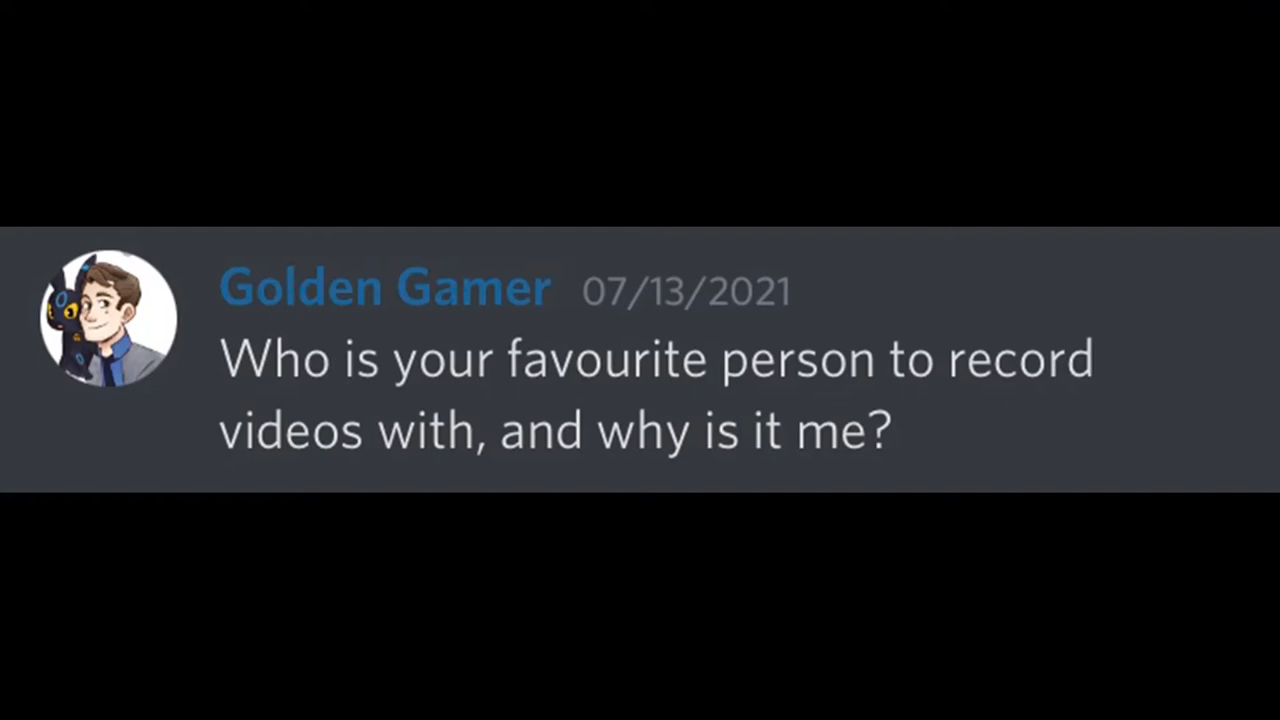 Golden Gamer 07/13/2021
Who is your favourite person to record
videos with, and why is it me?